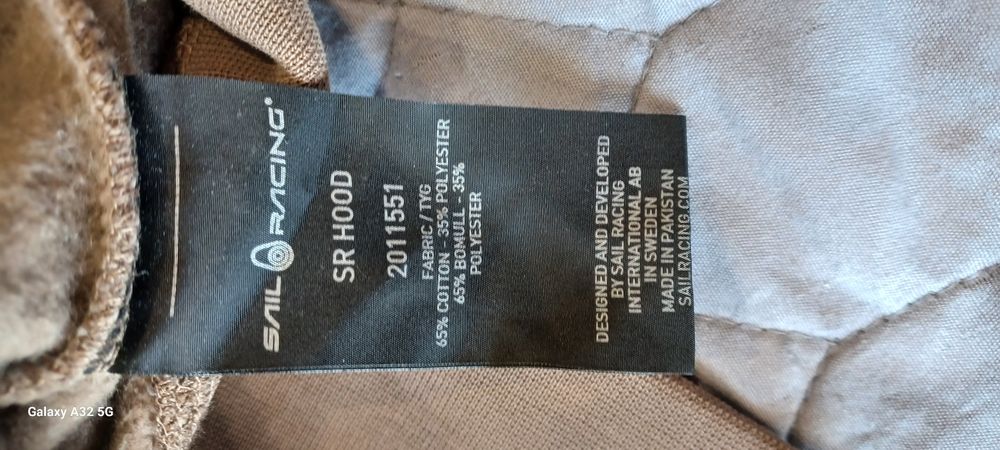 SAIL RACING®
SR HOOD
2011551
FABRIC / TYG
65% COTTON - 35% POLYESTER
65% BOMULL - 35%
POLYESTER
DESIGNED AND DEVELOPED
BY SAIL RACING
INTERNATIONAL AB
IN SWEDEN
MADE IN PAKISTAN
SAILRACING.COM
Galaxy A32 5G